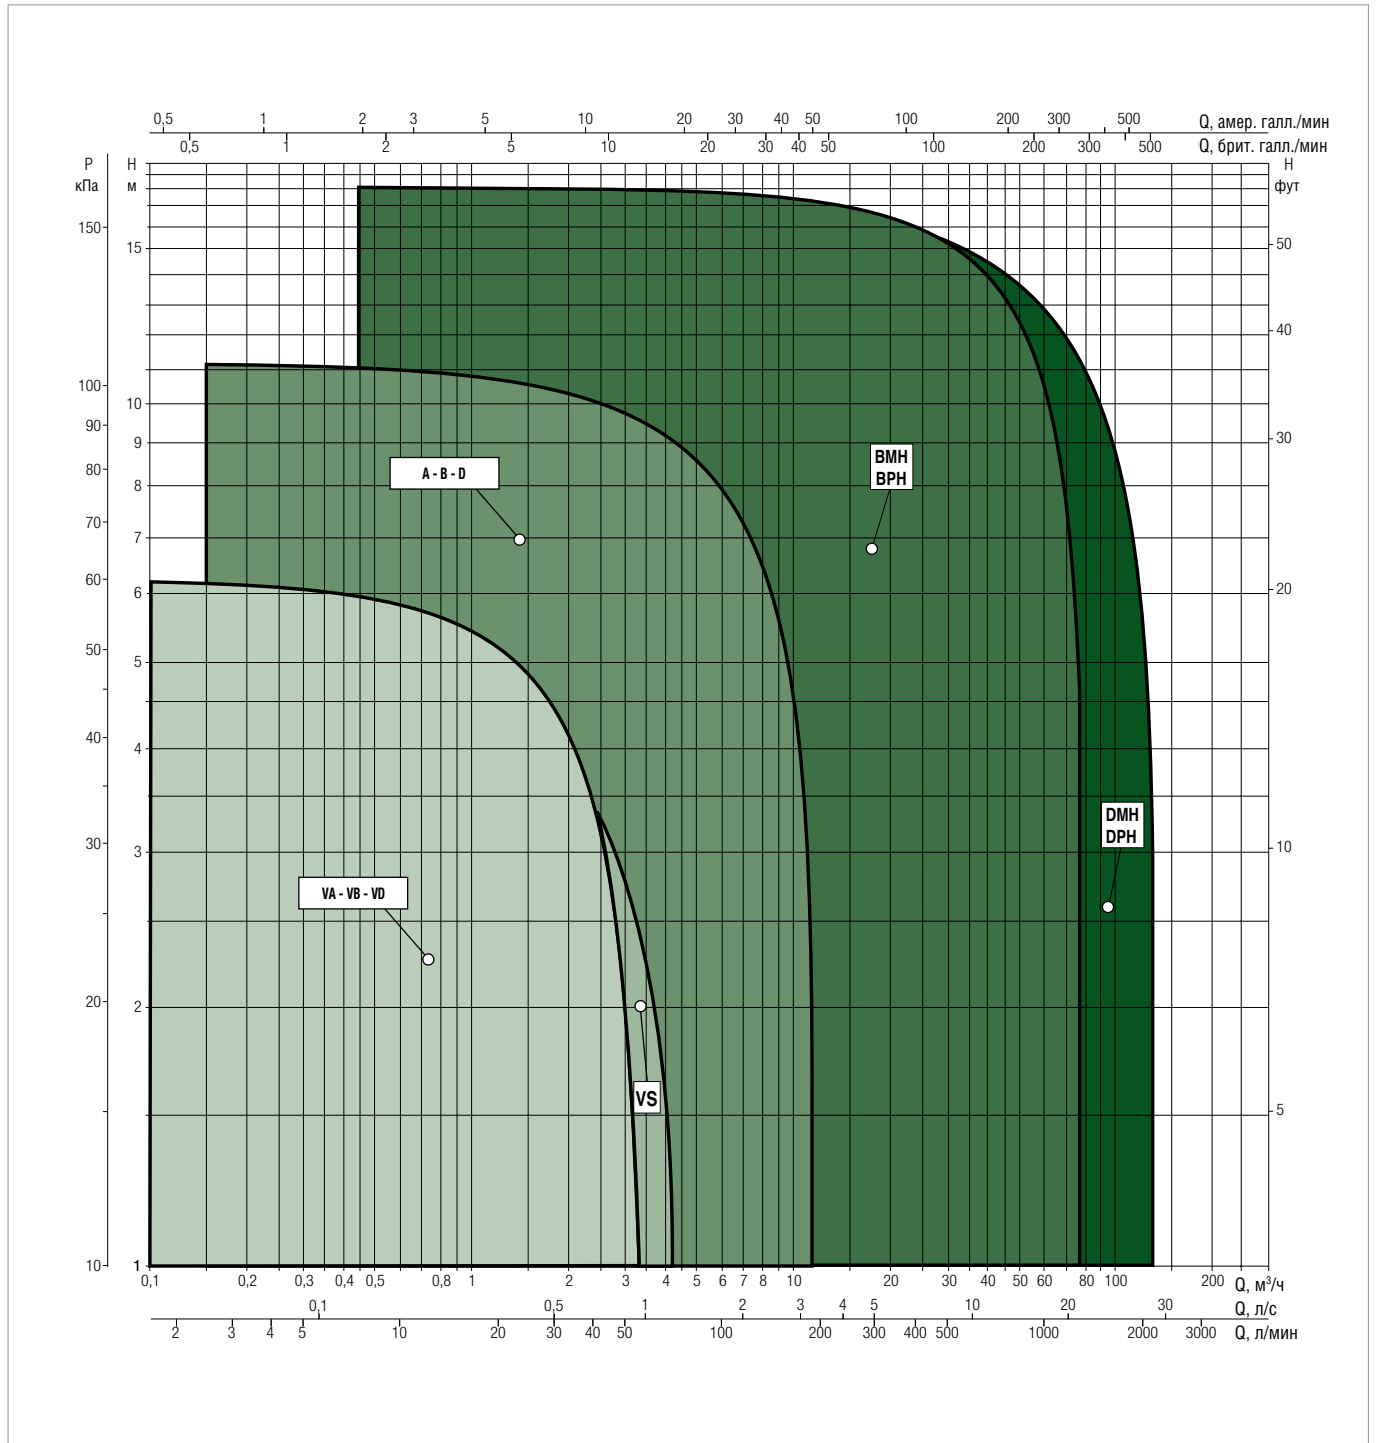 0,5 1 2 3 5 10 20 30 40 50 100 200 300 500 Q, амер. галл./мин
0,5 1 2 5 10 20 30 40 50 100 200 300 500 Q, брит. галл./мин
P H H
кПа м фут
150 15 50
40
100 10
90 9 30
80 8
70 7
60 6 20
50 5
40 4
30 3 10
20 2
5
10 1
A - B - D
BMH
BPH
DMH
DPH
VA - VB - VD
VS
0,1 0,2 0,3 0,4 0,5 0,8 1 2 3 4 5 6 7 8 10 20 30 40 50 60 80 100 200 Q, м³/ч
0,1 0,5 1 2 3 4 5 10 20 30 Q, л/с
2 3 4 5 10 20 30 40 50 100 200 300 400 500 1000 2000 3000 Q, л/мин